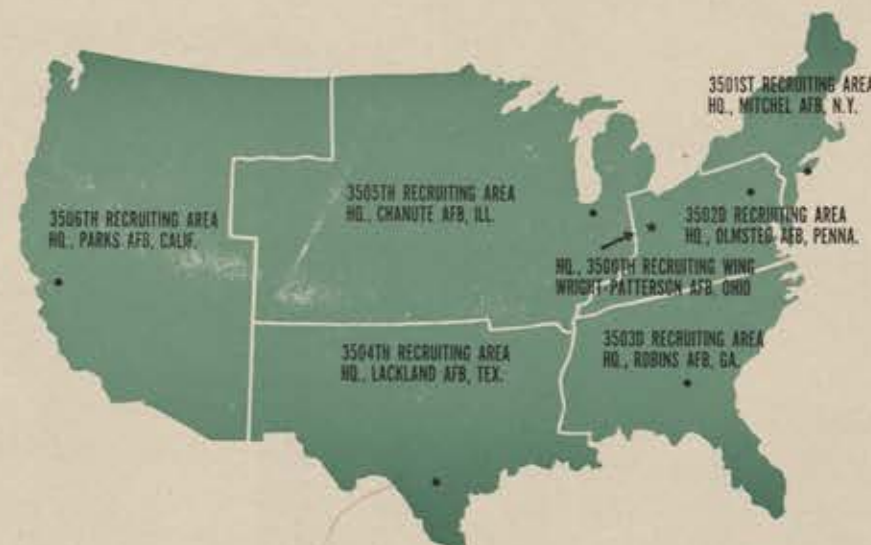 3501ST RECRUITING AREA
HQ., MITCHEL AFB, N.Y.
3506TH RECRUITING AREA
HQ., PARKS AFB, CALIF.
3505TH RECRUITING AREA
HQ., CHANUTE AFB, ILL.
3502D RECRUITING AREA
HQ., OLMSTED AFB, PENNA.
HQ., 3500TH RECRUITING WING
WRIGHT-PATTERSON AFB, OHIO
3504TH RECRUITING AREA
HQ., LACKLAND AFB, TEX.
3503D RECRUITING AREA
HQ., ROBINS AFB, GA.